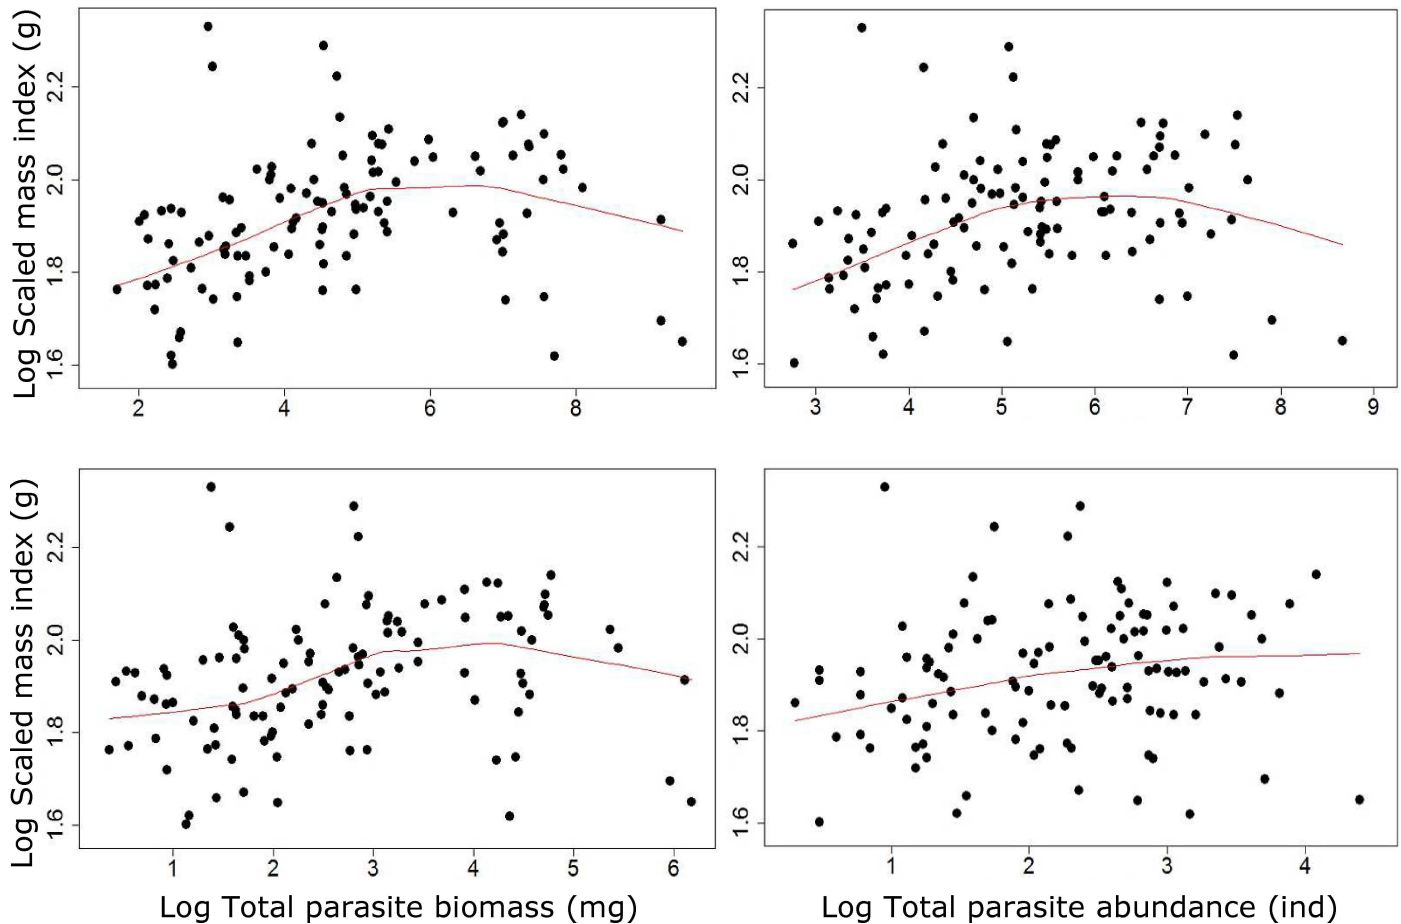 Log Scaled mass index (g)
2.2
2.0
1.8
1.6
2 4 6 8
2.2
2.0
1.8
1.6
3 4 5 6 7 8 9
Log Scaled mass index (g)
2.2
2.0
1.8
1.6
1 2 3 4 5 6
2.2
2.0
1.8
1.6
1 2 3 4
Log Total parasite biomass (mg)
Log Total parasite abundance (ind)